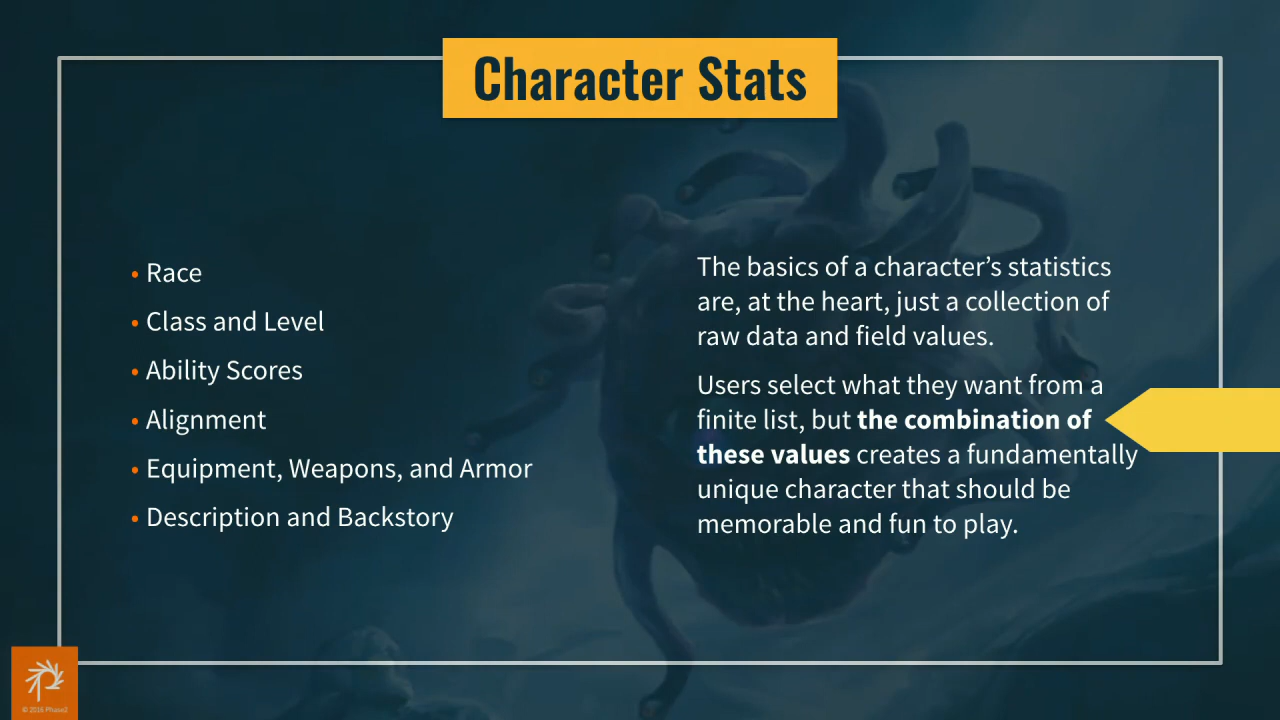 Character Stats
• Race
• Class and Level
• Ability Scores
• Alignment
• Equipment, Weapons, and Armor
• Description and Backstory
The basics of a character’s statistics
are, at the heart, just a collection of
raw data and field values.
Users select what they want from a
finite list, but the combination of
these values creates a fundamentally
unique character that should be
memorable and fun to play.
© 2016 Phase2